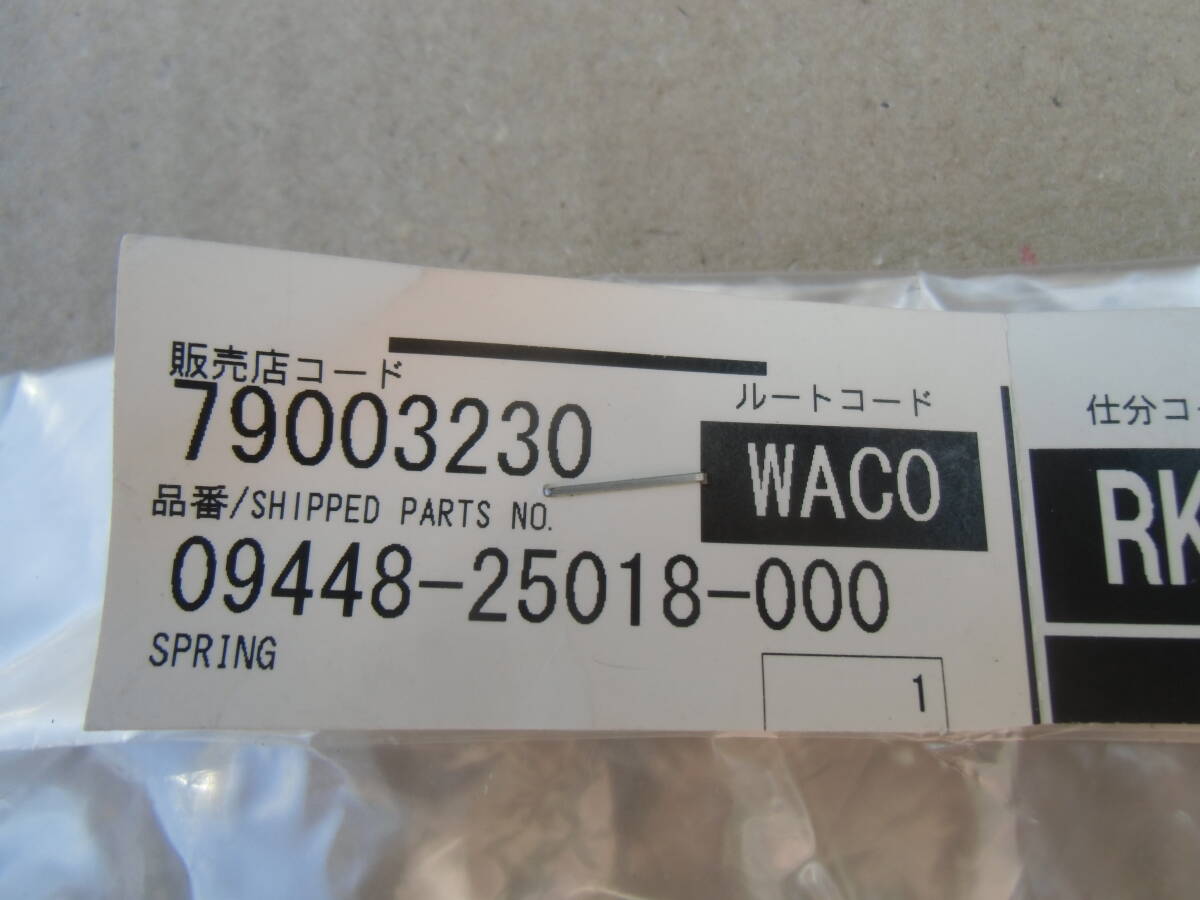 販売店コード
79003230
ルートコード
WACO
品番/SHIPPED PARTS NO.
09448-25018-000
SPRING
1
仕分コ
RK